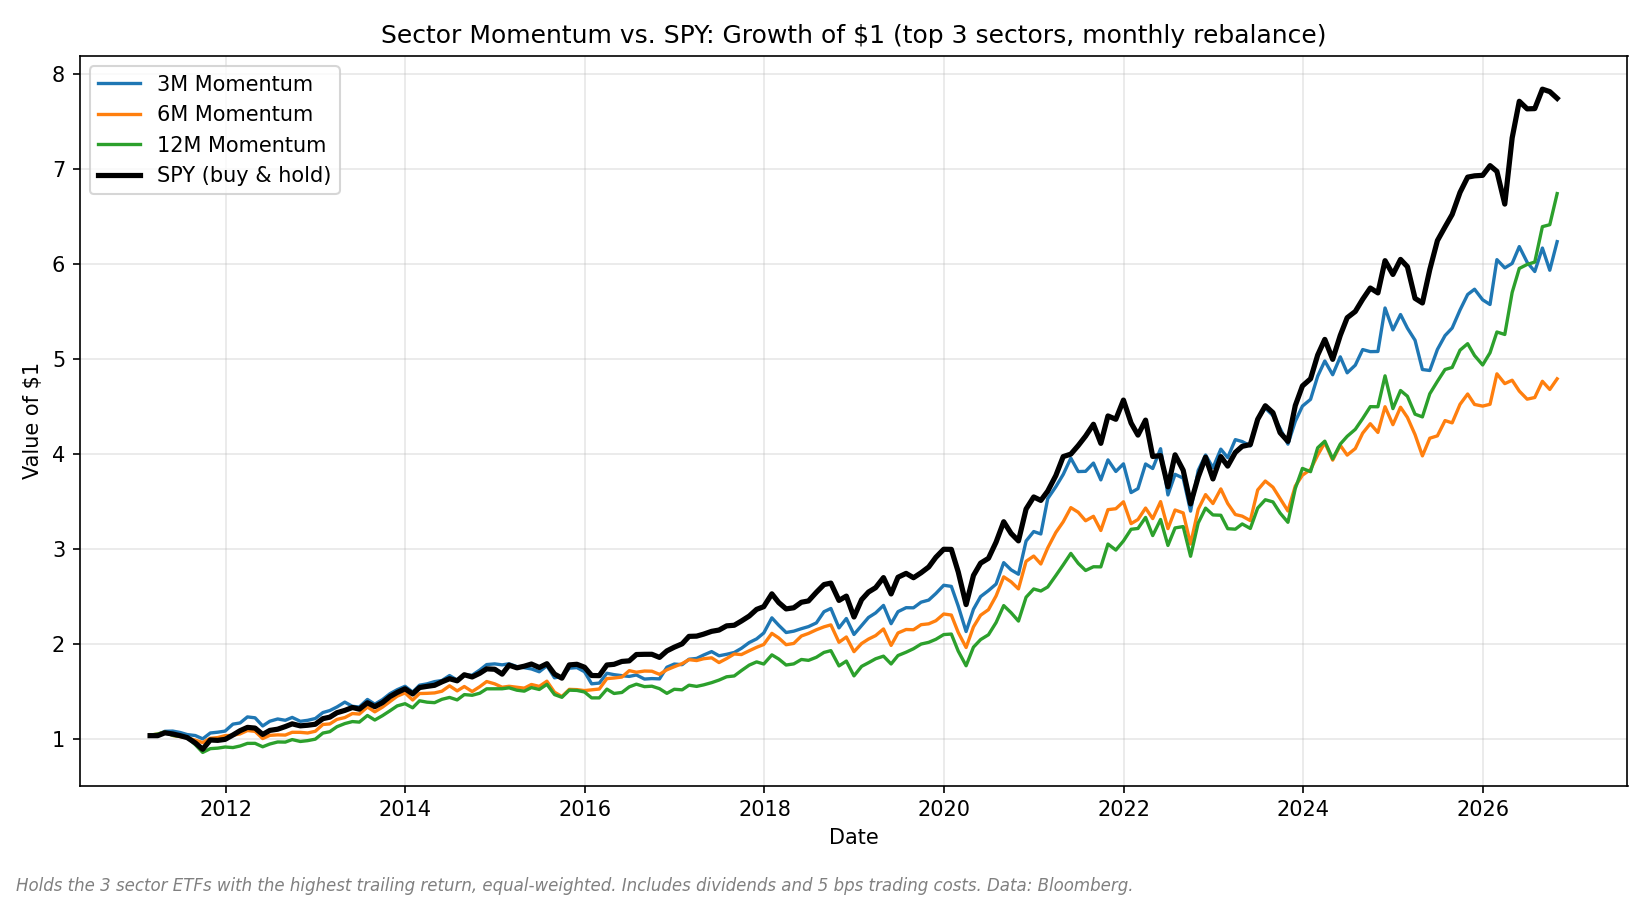 Sector Momentum vs. SPY: Growth of $1 (top 3 sectors, monthly rebalance)
3M Momentum
6M Momentum
12M Momentum
SPY (buy & hold)
8
7
6
5
4
3
2
1
Value of $1
2012 2014 2016 2018 2020 2022 2024 2026
Date
Holds the 3 sector ETFs with the highest trailing return, equal-weighted. Includes dividends and 5 bps trading costs. Data: Bloomberg.